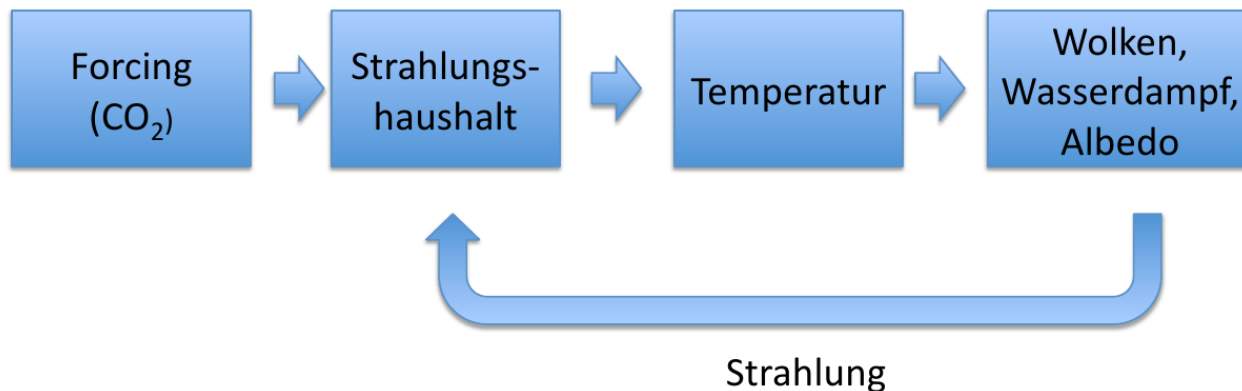 Forcing
(CO₂)
Strahlungs-
haushalt
Temperatur
Wolken,
Wasserdampf,
Albedo
Strahlung